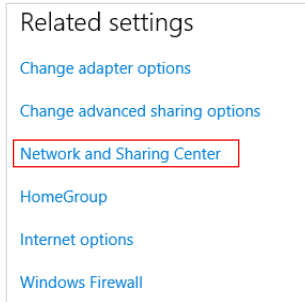 Related settings
Change adapter options
Change advanced sharing options
Network and Sharing Center
HomeGroup
Internet options
Windows Firewall